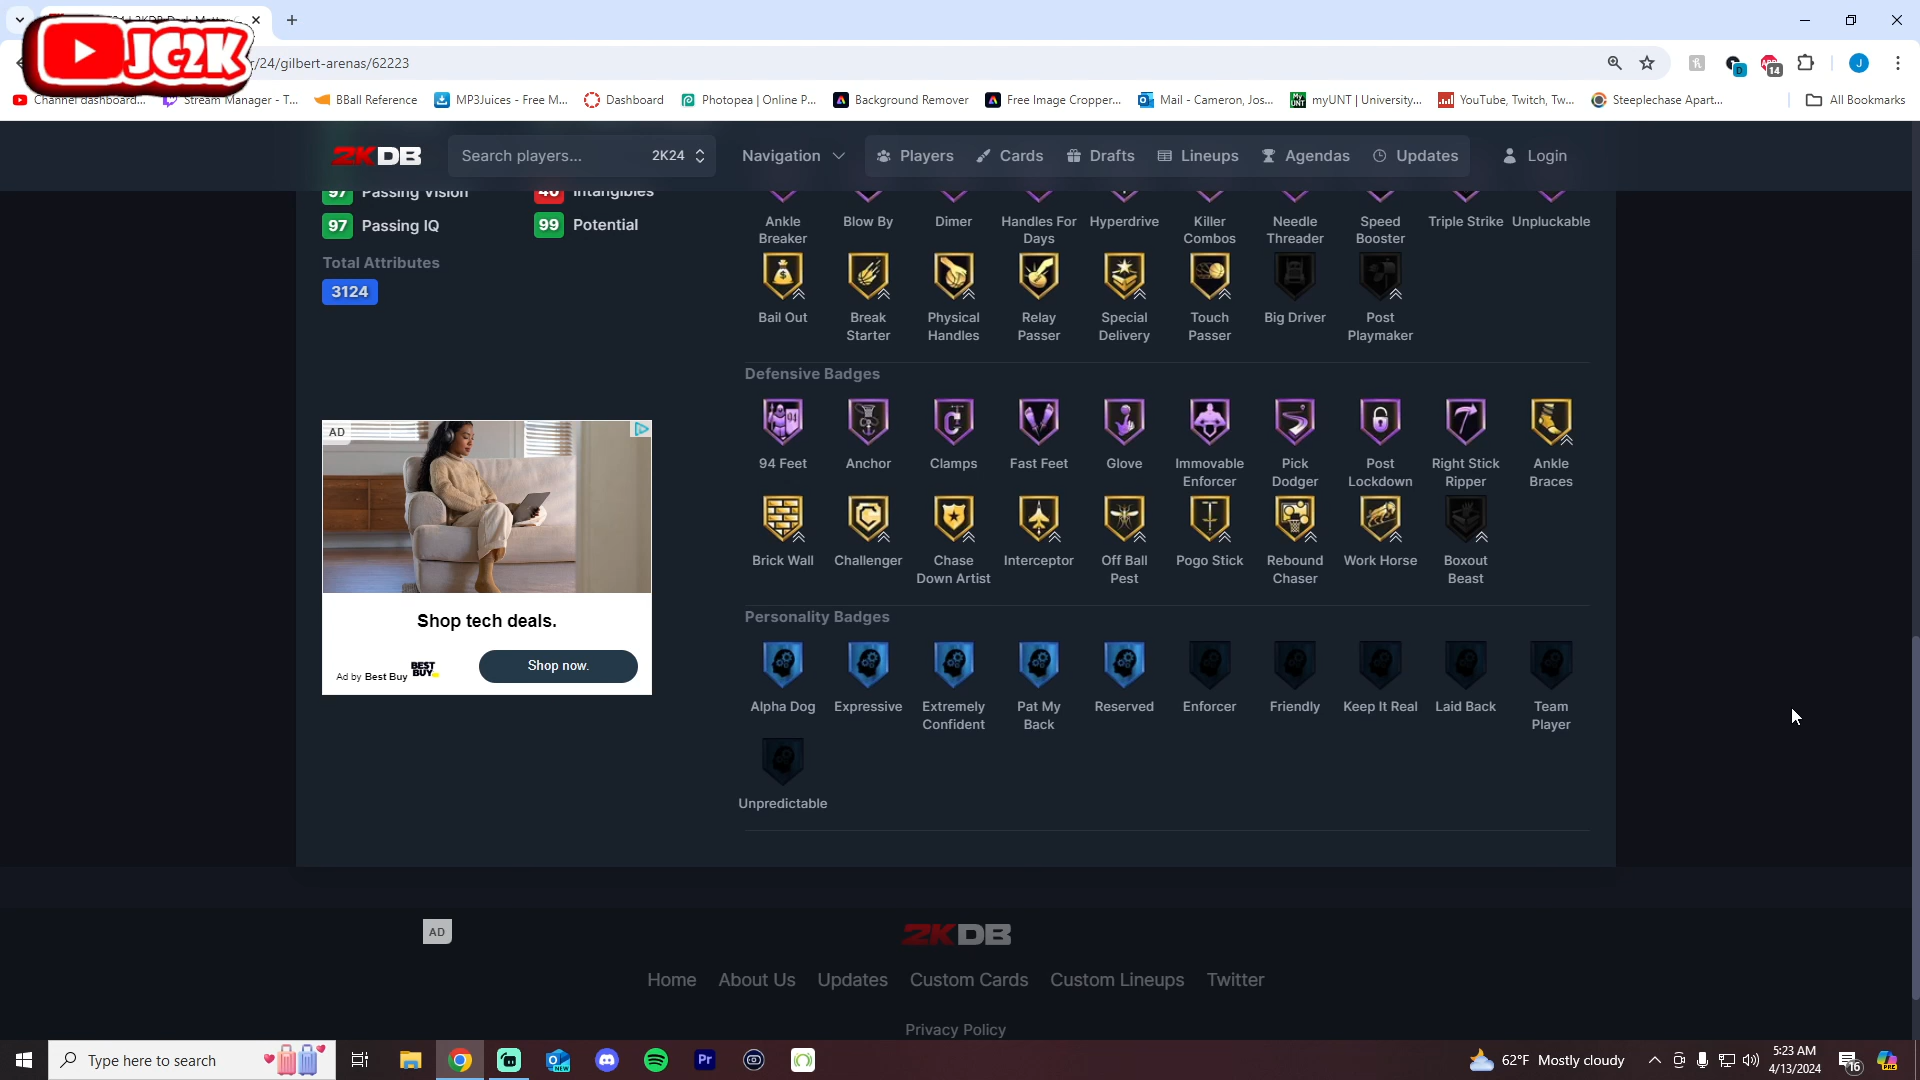 JC2K
r/24/gilbert-arenas/62223
14
Channel dashboard...
Stream Manager - T...
BBall Reference
MP3Juices - Free M...
Dashboard
Photopea | Online P...
Background Remover
Free Image Cropper...
Mail - Cameron, Jos...
myUNT | University...
YouTube, Twitch, Tw...
Steeplechase Apart...
All Bookmarks
2KDB
Search players...
2K24
Navigation
Players
Cards
Drafts
Lineups
Agendas
Updates
Login
97 Passing Vision
Intangibles
97 Passing IQ
99 Potential
Total Attributes
3124
Ankle
Breaker
Blow By
Dimer
Handles For
Days
Hyperdrive
Killer
Combos
Needle
Threader
Speed
Booster
Triple Strike
Unpluckable
Bail Out
Break
Starter
Physical
Handles
Relay
Passer
Special
Delivery
Touch
Passer
Big Driver
Post
Playmaker
Defensive Badges
94 Feet
Anchor
Clamps
Fast Feet
Glove
Immovable
Enforcer
Pick
Dodger
Post
Lockdown
Right Stick
Ripper
Ankle
Braces
Brick Wall
Challenger
Chase
Down Artist
Interceptor
Off Ball
Pest
Pogo Stick
Rebound
Chaser
Work Horse
Boxout
Beast
Personality Badges
Alpha Dog
Expressive
Extremely
Confident
Pat My
Back
Reserved
Enforcer
Friendly
Keep It Real
Laid Back
Team
Player
Unpredictable
AD
Shop tech deals.
Ad by Best Buy
BEST
BUY
Shop now.
AD
2KDB
Home
About Us
Updates
Custom Cards
Custom Lineups
Twitter
Privacy Policy
Type here to search
62°F Mostly cloudy
5:23 AM
4/13/2024
16